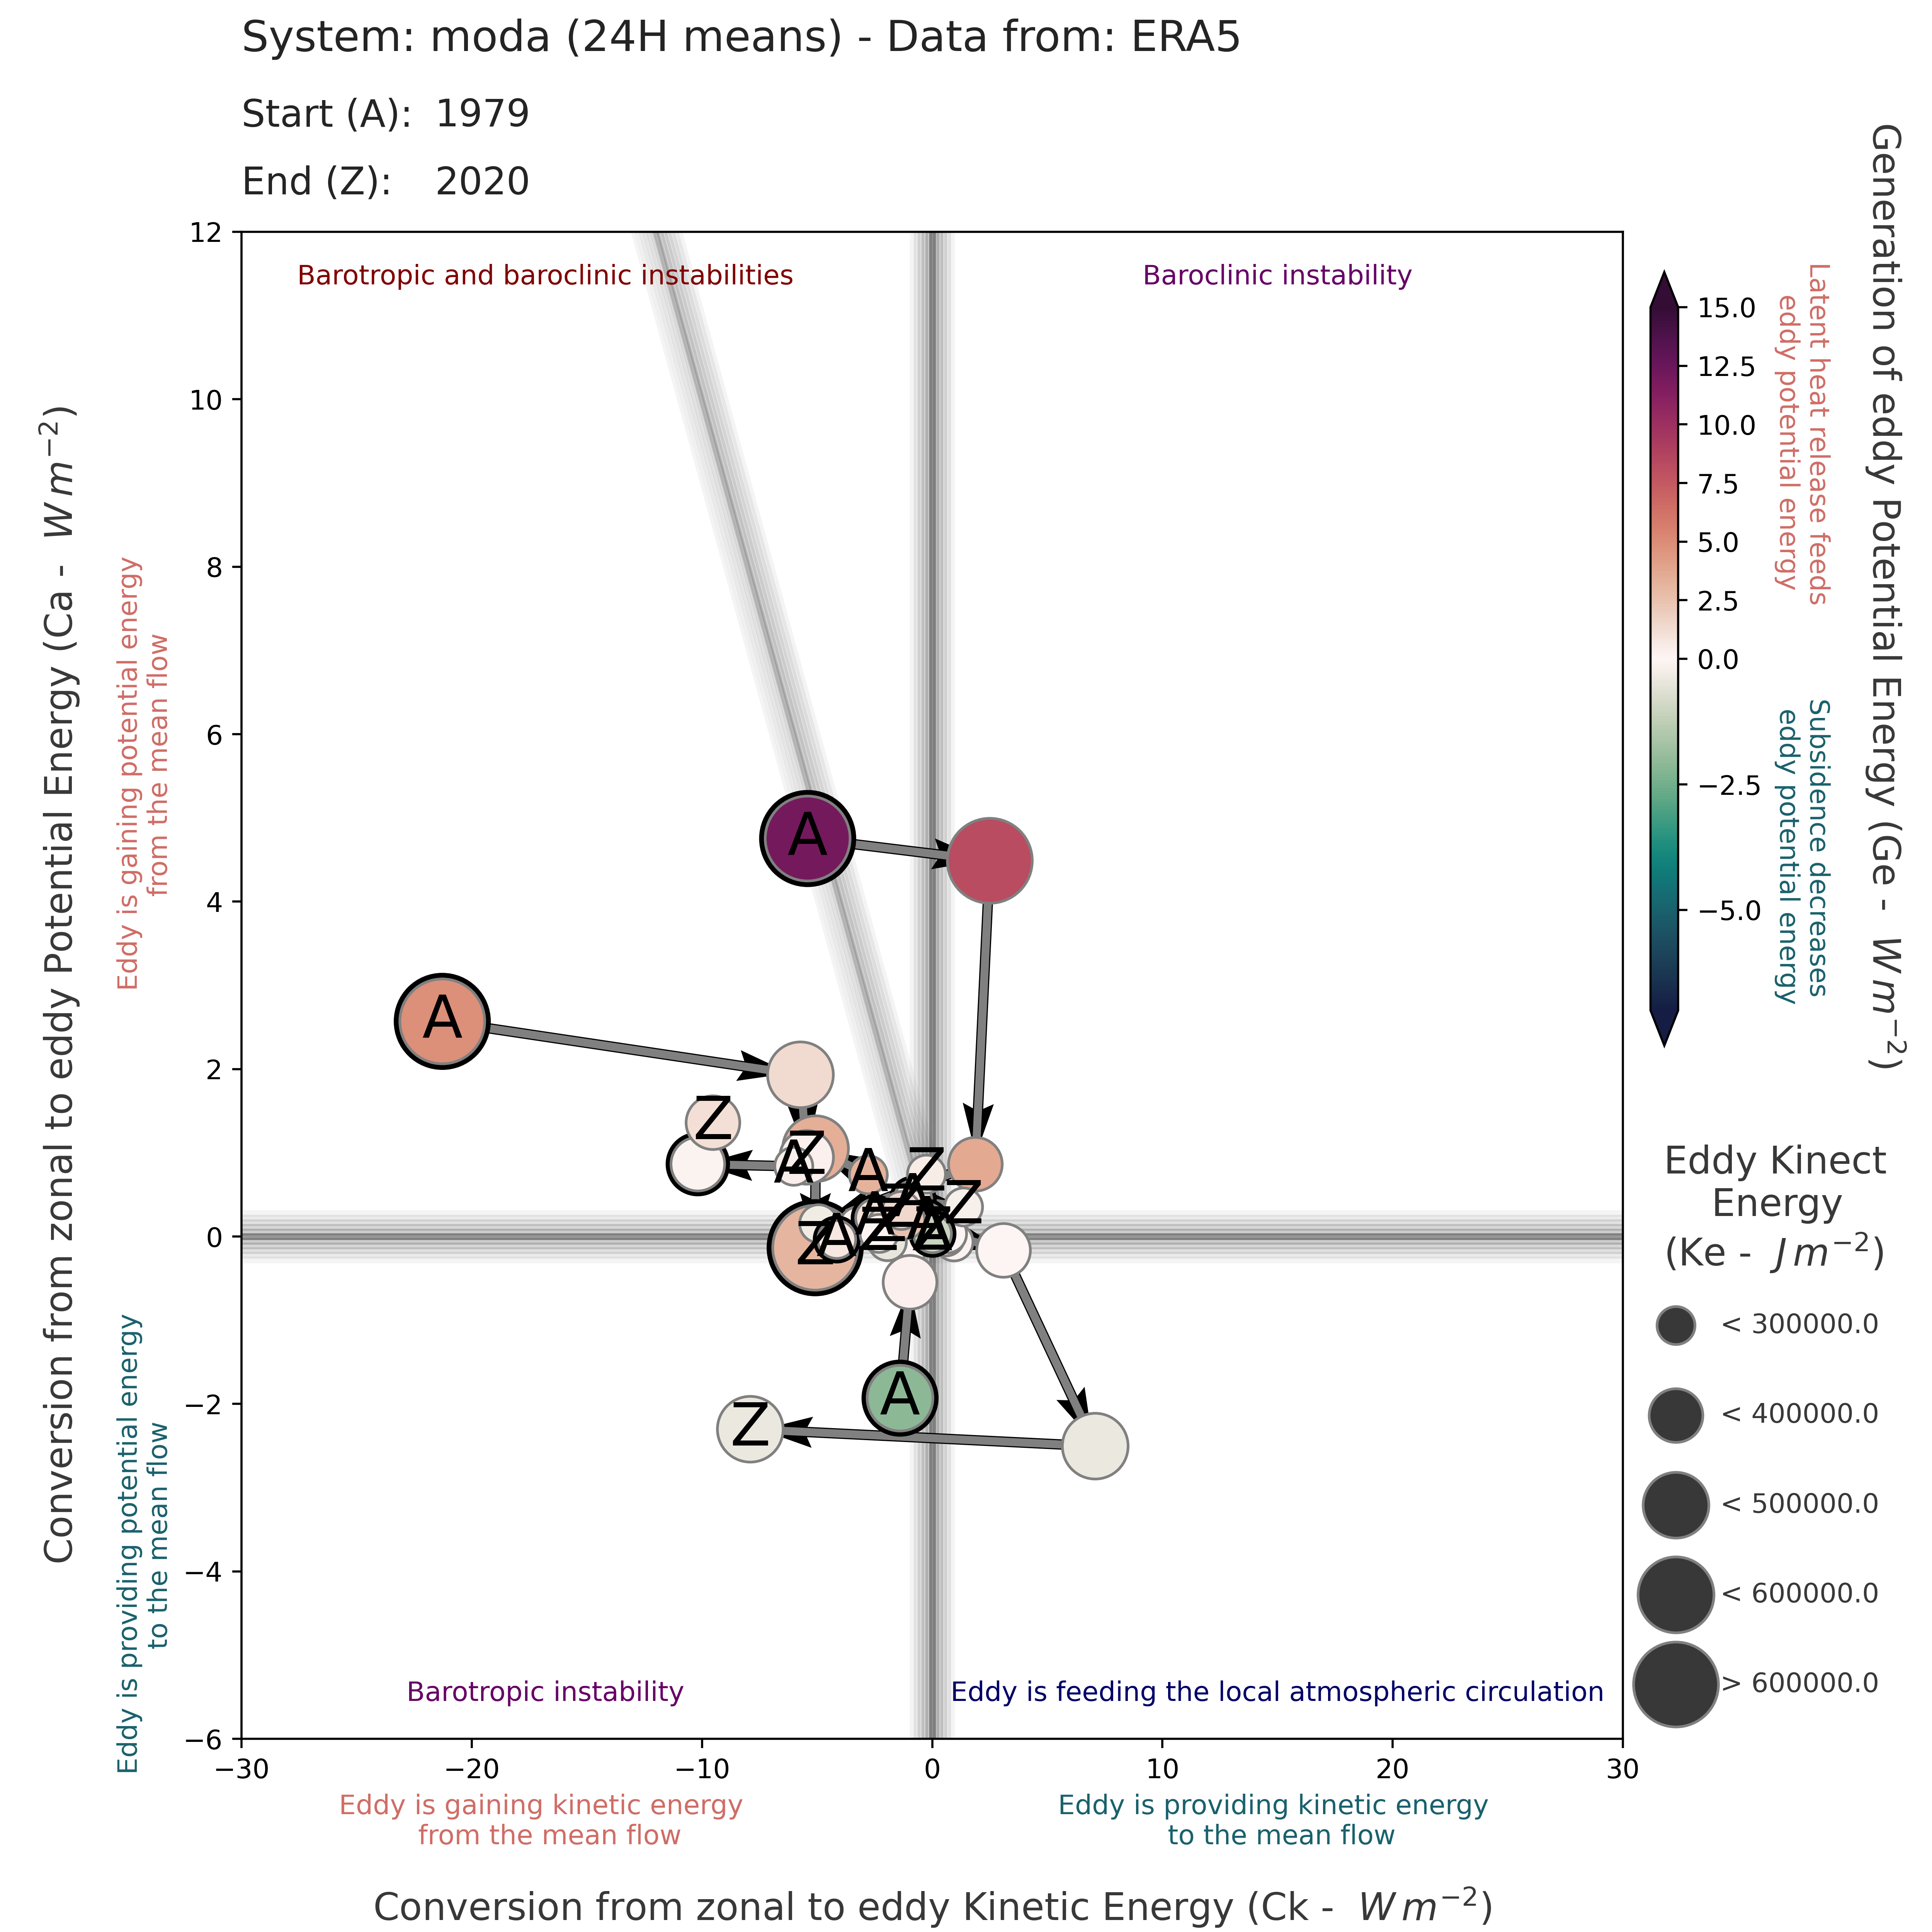 System: moda (24H means) - Data from: ERA5
Start (A): 1979
End (Z): 2020
Conversion from zonal to eddy Potential Energy (Ca - W m⁻²)
Eddy is gaining potential energy
from the mean flow
Eddy is providing potential energy
to the mean flow
12
10
8
6
4
2
0
−2
−4
−6
Barotropic and baroclinic instabilities
Baroclinic instability
A
A
Z
Z
A
A
Z
Z
Z
A
A
Z
A
A
Z
A
Z
Barotropic instability
Eddy is feeding the local atmospheric circulation
−30
−20
−10
0
10
20
30
Eddy is gaining kinetic energy
from the mean flow
Eddy is providing kinetic energy
to the mean flow
Conversion from zonal to eddy Kinetic Energy (Ck - W m⁻²)
15.0
12.5
10.0
7.5
5.0
2.5
0.0
−2.5
−5.0
Latent heat release feeds
eddy potential energy
Subsidence decreases
eddy potential energy
Generation of eddy Potential Energy (Ge - W m⁻²)
Eddy Kinect
Energy
(Ke - J m⁻²)
< 300000.0
< 400000.0
< 500000.0
< 600000.0
> 600000.0